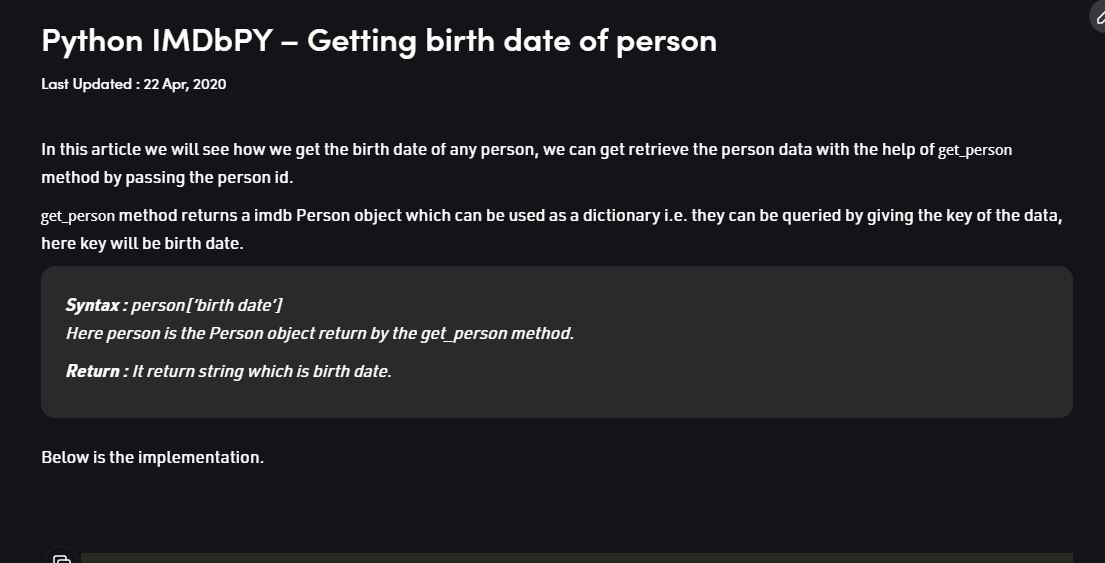 Python IMDbPY – Getting birth date of person
Last Updated : 22 Apr, 2020
In this article we will see how we get the birth date of any person, we can get retrieve the person data with the help of get_person
method by passing the person id.
get_person method returns a imdb Person object which can be used as a dictionary i.e. they can be queried by giving the key of the data,
here key will be birth date.
Syntax : person['birth date']
Here person is the Person object return by the get_person method.
Return : It return string which is birth date.
Below is the implementation.